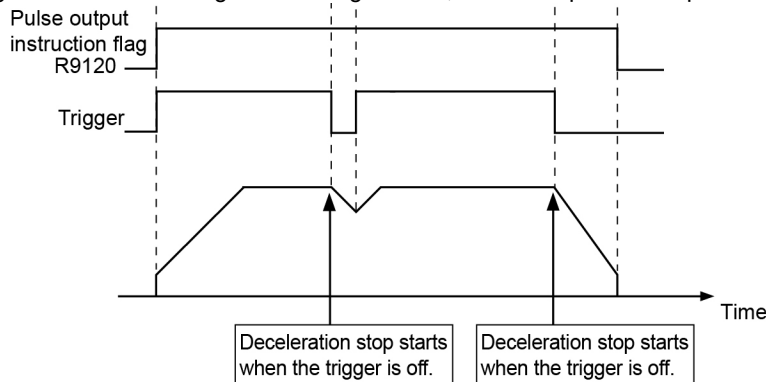 Pulse output
instruction flag
R9120
Trigger
Time
Deceleration stop starts
when the trigger is off.
Deceleration stop starts
when the trigger is off.